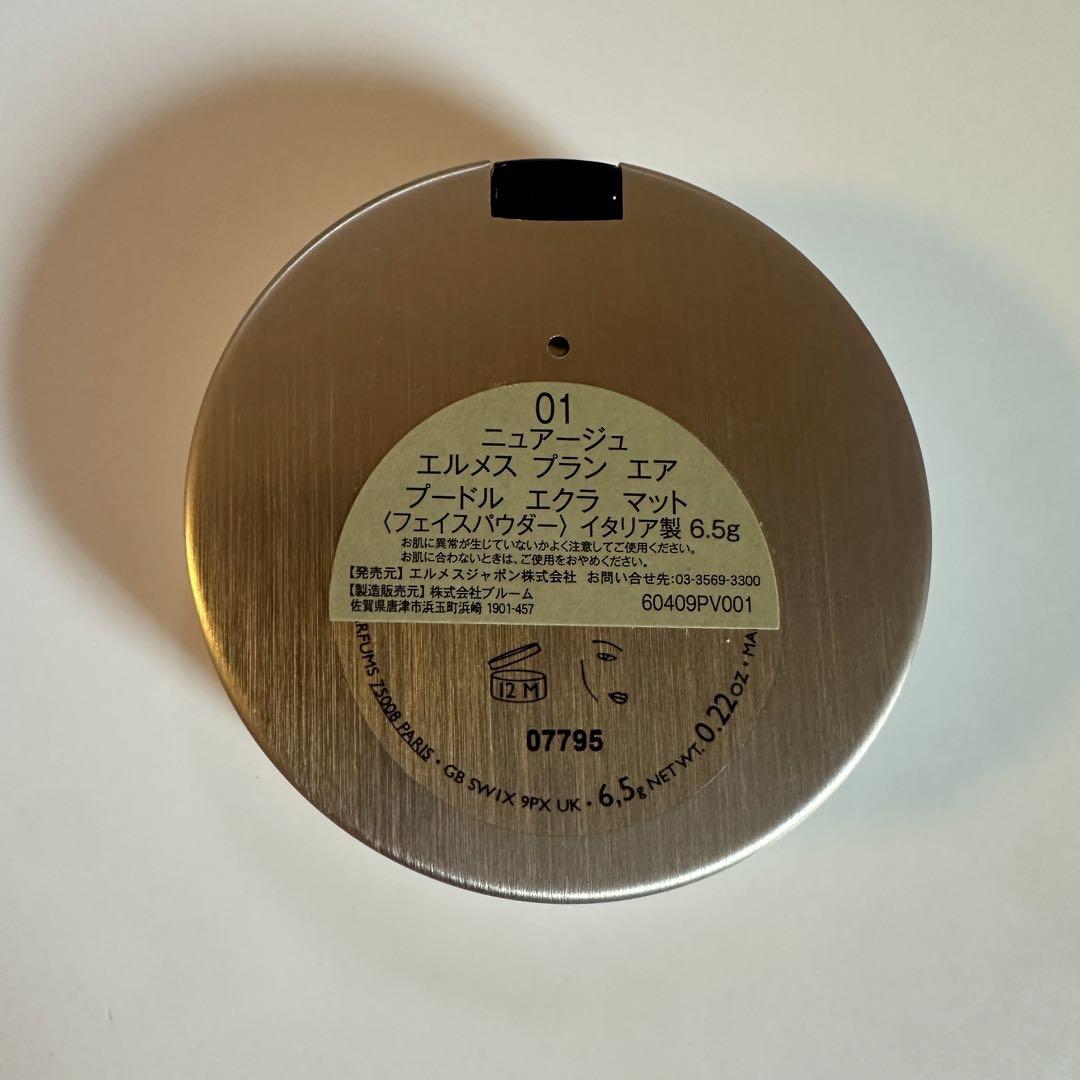 01
ニュアージュ
エルメス プラン エア
プードル エクラ マット
〈フェイスパウダー〉 イタリア製 6.5g
お肌に異常が生じていないかよく注意してご使用ください。
お肌に合わないときは、ご使用をおやめください。
【発売元】エルメスジャポン株式会社 お問い合せ先:03-3569-3300
【製造販売元】株式会社ブルーム
佐賀県唐津市浜玉町浜崎 1901-457
60409PV001
12 M
07795
RFUMS 75008 PARIS • GB SW1X 9PX UK • 6,5g NET WT. 0.22 OZ • MA